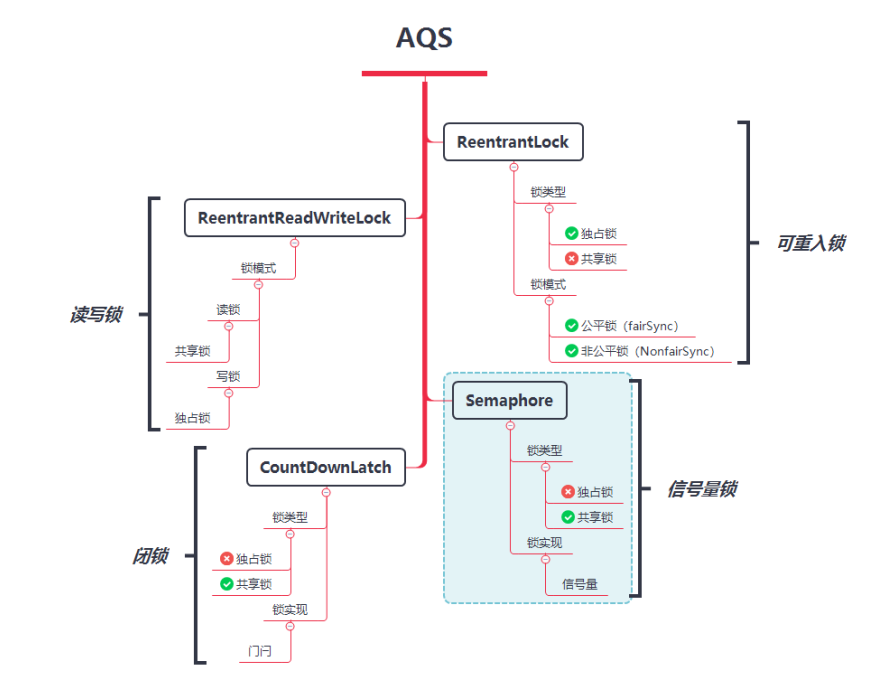 AQS
ReentrantLock
锁类型
独占锁
共享锁
锁模式
公平锁（fairSync）
非公平锁（NonfairSync）
可重入锁
ReentrantReadWriteLock
锁模式
读锁
共享锁
写锁
独占锁
读写锁
Semaphore
锁类型
独占锁
共享锁
锁实现
信号量
信号量锁
CountDownLatch
锁类型
独占锁
共享锁
锁实现
门闩
闭锁